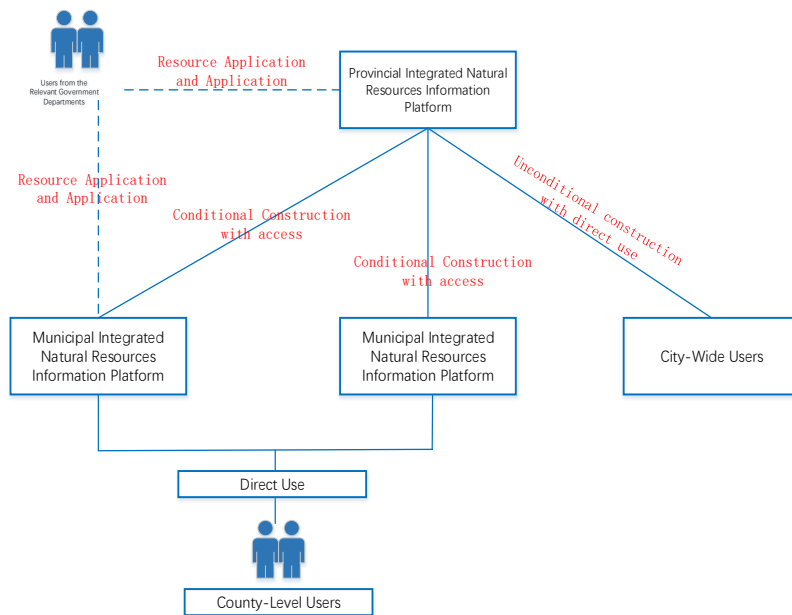 Users from the
Relevant Government
Departments
Resource Application
and Application
Provincial Integrated Natural
Resources Information
Platform
Resource Application
and Application
Conditional Construction
with access
Unconditional construction
with direct use
Conditional Construction
with access
Municipal Integrated
Natural Resources
Information Platform
Municipal Integrated
Natural Resources
Information Platform
City-Wide Users
Direct Use
County-Level Users